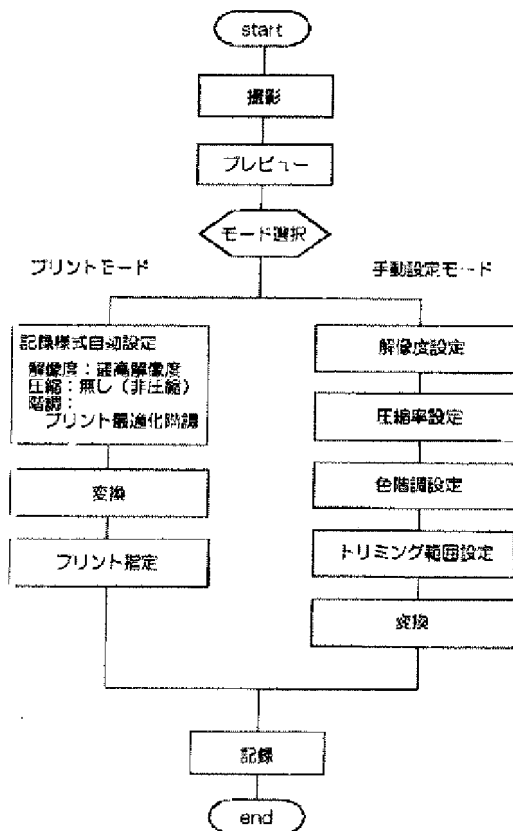 start
撮影
プレビュー
モード選択
プリントモード
記録様式自動設定
解像度：最高解像度
圧縮：無し（非圧縮）
階調：
プリント最適化階調
変換
プリント指定
手動設定モード
解像度設定
圧縮率設定
色階調設定
トリミング範囲設定
変換
記録
end